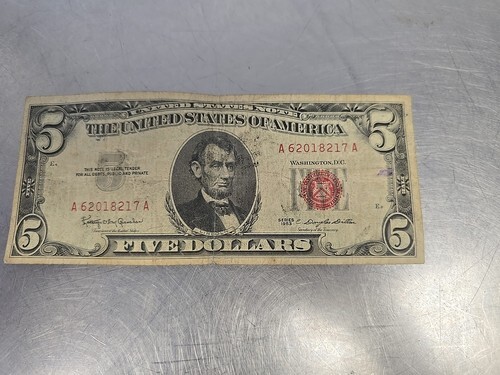 UNITED STATES NOTE
THE UNITED STATES OF AMERICA
5
5
A 62018217 A
WASHINGTON, D.C.
THIS NOTE IS LEGAL TENDER
FOR ALL DEBTS, PUBLIC AND PRIVATE
A 62018217 A
SERIES
1963
5
5
FIVE DOLLARS